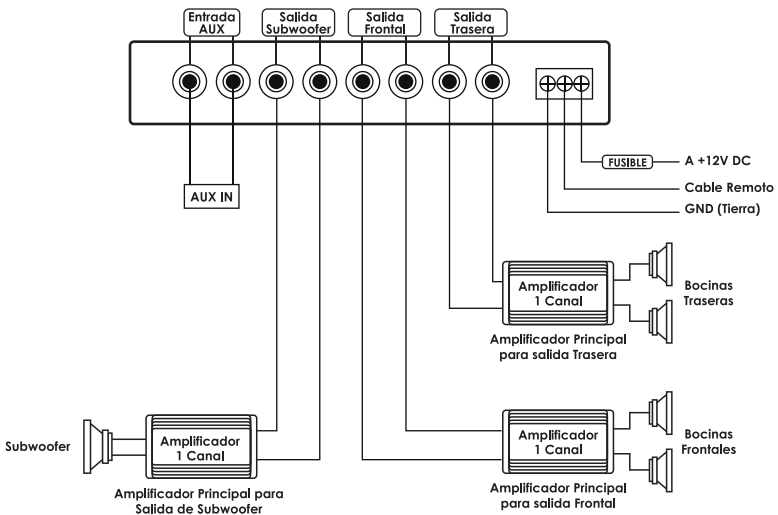 Entrada
AUX
Salida
Subwoofer
Salida
Frontal
Salida
Trasera
FUSIBLE
A +12V DC
Cable Remoto
GND (Tierra)
AUX IN
Amplificador
1 Canal
Bocinas
Traseras
Amplificador Principal
para salida Trasera
Subwoofer
Amplificador
1 Canal
Amplificador Principal para
Salida de Subwoofer
Amplificador
1 Canal
Bocinas
Frontales
Amplificador Principal
para salida Frontal